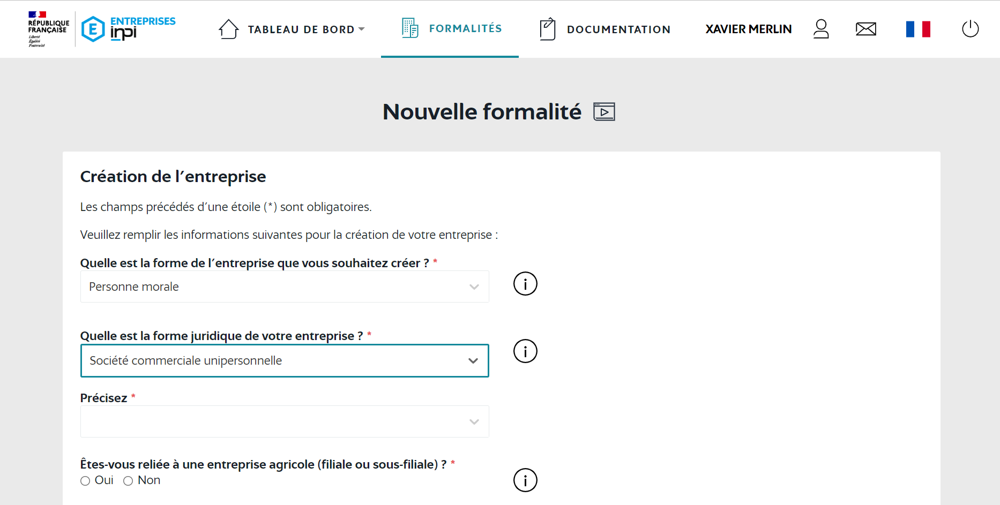 RÉPUBLIQUE
FRANÇAISE
Liberté
Égalité
Fraternité
E
ENTREPRISES
inpi
TABLEAU DE BORD
FORMALITÉS
DOCUMENTATION
XAVIER MERLIN
Nouvelle formalité
Création de l'entreprise
Les champs précédés d'une étoile (*) sont obligatoires.
Veuillez remplir les informations suivantes pour la création de votre entreprise :
Quelle est la forme de l'entreprise que vous souhaitez créer ? *
Personne morale
i
Quelle est la forme juridique de votre entreprise ? *
Société commerciale unipersonnelle
i
Précisez *
Êtes-vous reliée à une entreprise agricole (filiale ou sous-filiale) ? *
Oui Non
i